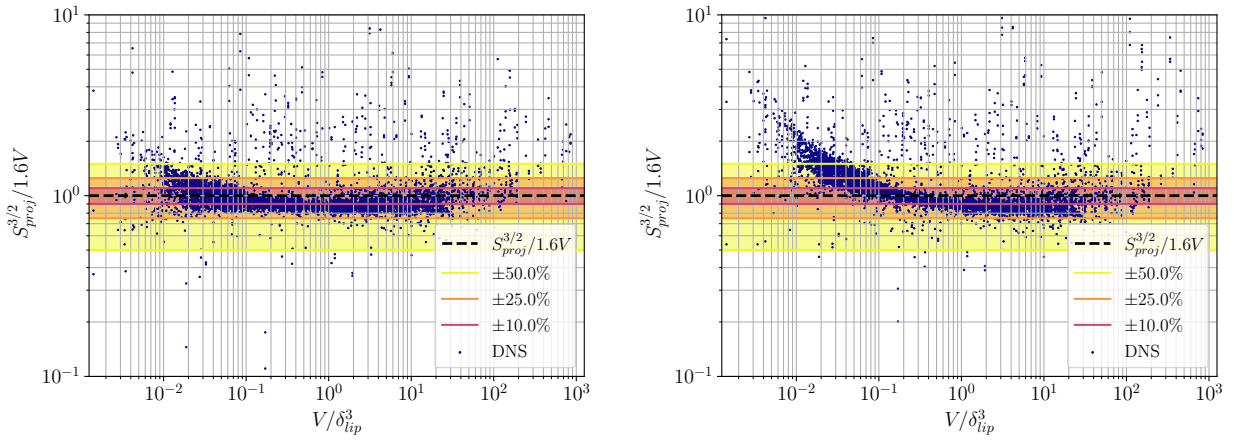 10^1
10^0
10^{-1}
S_{proj}^{3/2}/1.6V
S_{proj}^{3/2}/1.6V
±50.0%
±25.0%
±10.0%
DNS
10^{-2} 10^{-1} 10^0 10^1 10^2 10^3
V/δ_{lip}^3
10^1
10^0
10^{-1}
S_{proj}^{3/2}/1.6V
S_{proj}^{3/2}/1.6V
±50.0%
±25.0%
±10.0%
DNS
10^{-2} 10^{-1} 10^0 10^1 10^2 10^3
V/δ_{lip}^3